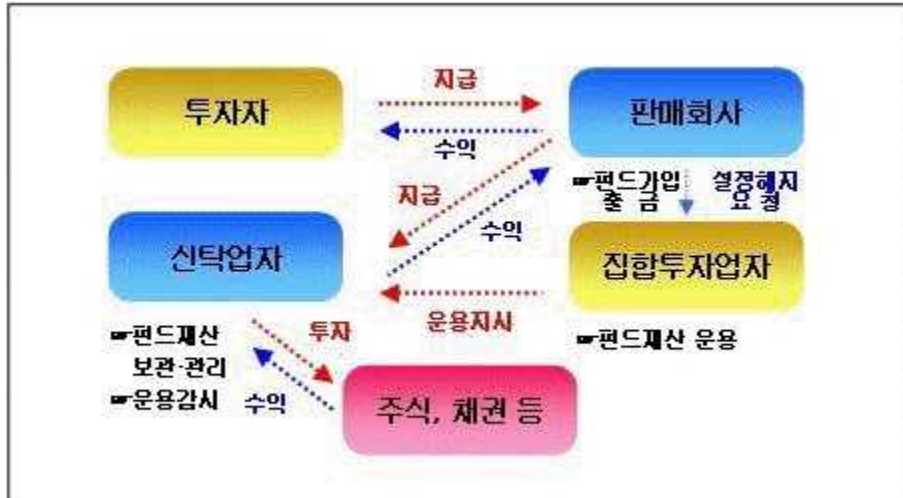 지급
투자자
판매회사
수익
☞펀드가입
출 금
설정해지
요 청
지급
수익
신탁업자
집합투자업자
운용지시
☞펀드재산
보관·관리
☞운용감시
투자
☞펀드재산 운용
수익
주식, 채권 등